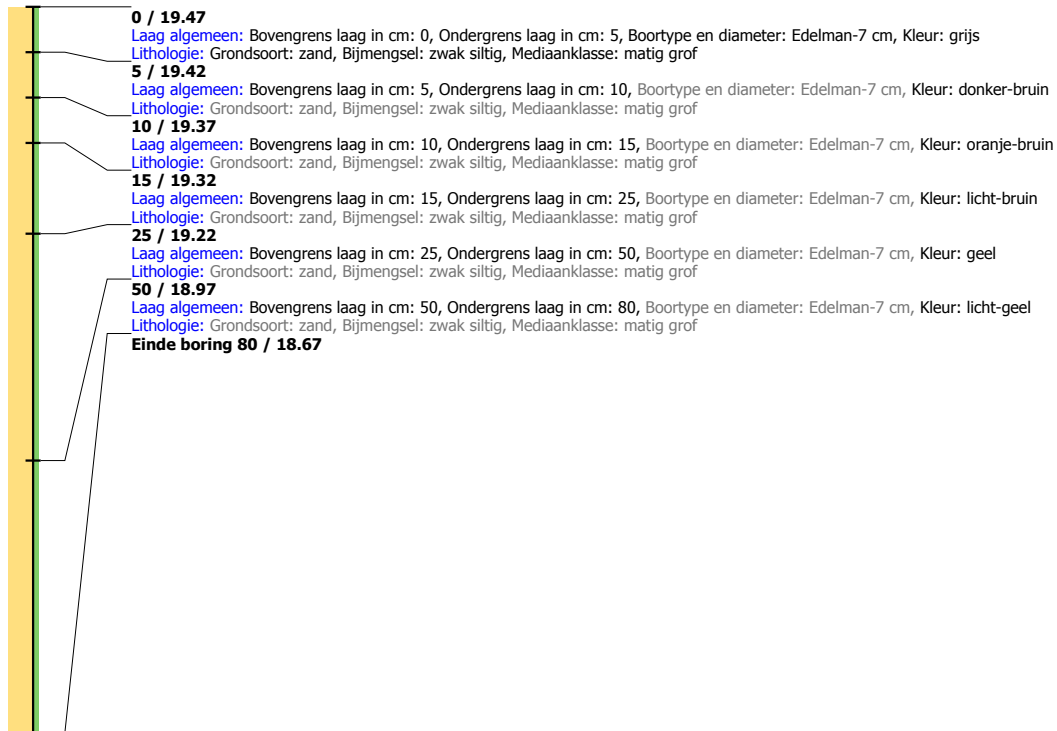 0 / 19.47
Laag algemeen: Bovengrens laag in cm: 0, Ondergrens laag in cm: 5, Boortype en diameter: Edelman-7 cm, Kleur: grijs
Lithologie: Grondsoort: zand, Bijmengsel: zwak siltig, Mediaanklasse: matig grof
5 / 19.42
Laag algemeen: Bovengrens laag in cm: 5, Ondergrens laag in cm: 10, Boortype en diameter: Edelman-7 cm, Kleur: donker-bruin
Lithologie: Grondsoort: zand, Bijmengsel: zwak siltig, Mediaanklasse: matig grof
10 / 19.37
Laag algemeen: Bovengrens laag in cm: 10, Ondergrens laag in cm: 15, Boortype en diameter: Edelman-7 cm, Kleur: oranje-bruin
Lithologie: Grondsoort: zand, Bijmengsel: zwak siltig, Mediaanklasse: matig grof
15 / 19.32
Laag algemeen: Bovengrens laag in cm: 15, Ondergrens laag in cm: 25, Boortype en diameter: Edelman-7 cm, Kleur: licht-bruin
Lithologie: Grondsoort: zand, Bijmengsel: zwak siltig, Mediaanklasse: matig grof
25 / 19.22
Laag algemeen: Bovengrens laag in cm: 25, Ondergrens laag in cm: 50, Boortype en diameter: Edelman-7 cm, Kleur: geel
Lithologie: Grondsoort: zand, Bijmengsel: zwak siltig, Mediaanklasse: matig grof
50 / 18.97
Laag algemeen: Bovengrens laag in cm: 50, Ondergrens laag in cm: 80, Boortype en diameter: Edelman-7 cm, Kleur: licht-geel
Lithologie: Grondsoort: zand, Bijmengsel: zwak siltig, Mediaanklasse: matig grof
Einde boring 80 / 18.67